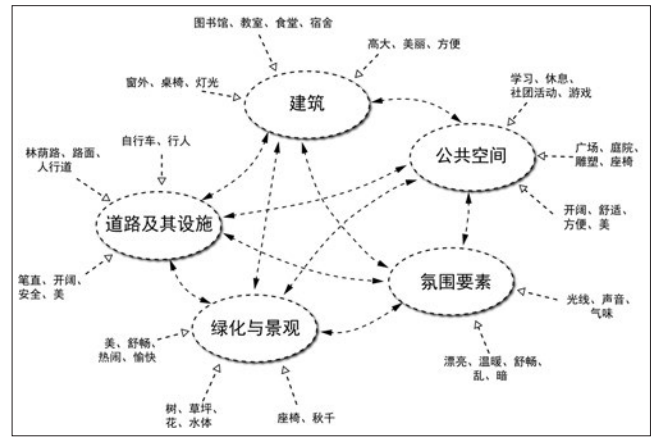 图书馆、教室、食堂、宿舍
高大、美丽、方便
窗外、桌椅、灯光
建筑
学习、休息、
社团活动、游戏
自行车、行人
林荫路、路面、
人行道
公共空间
广场、庭院、
雕塑、座椅
道路及其设施
开阔、舒适、
方便、美
笔直、开阔、
安全、美
氛围要素
光线、声音、
气味
绿化与景观
美、舒畅、
热闹、愉快
漂亮、温暖、舒畅、
乱、暗
树、草坪、
花、水体
座椅、秋千